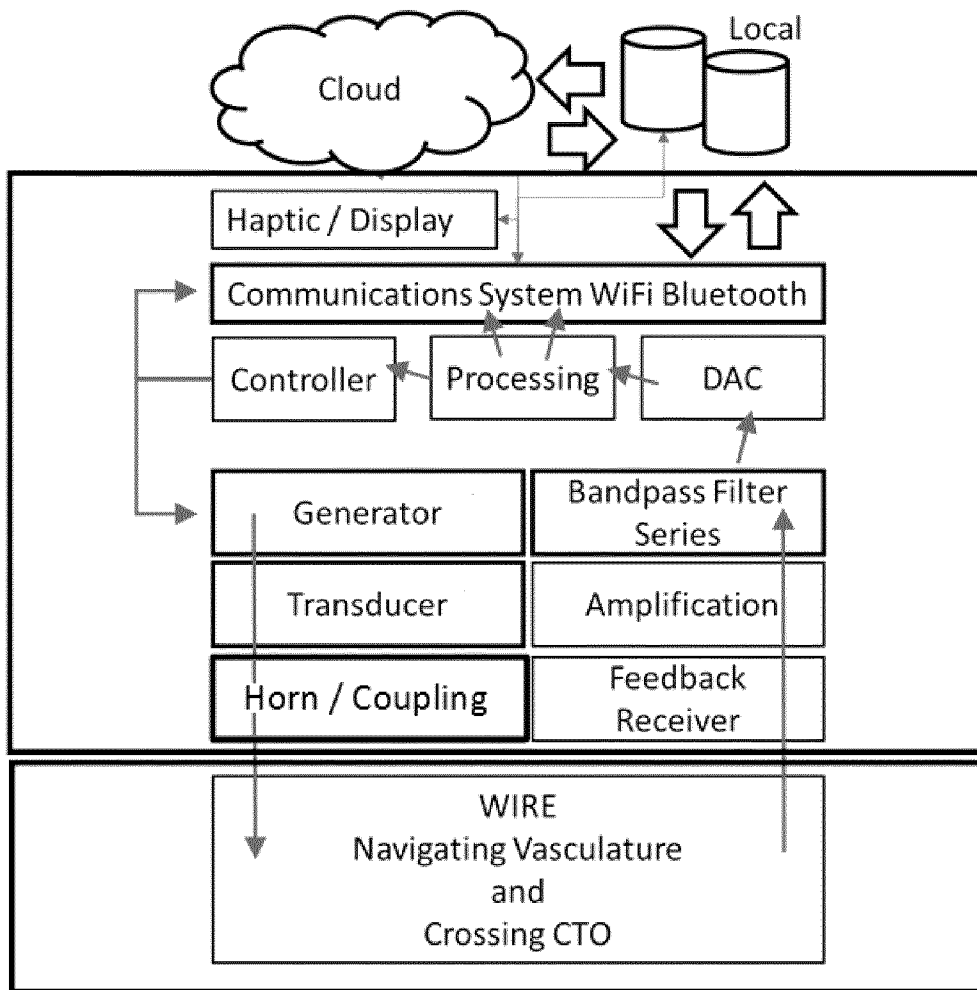 Local
Cloud
Haptic / Display
Communications System WiFi Bluetooth
Controller
Processing
DAC
Generator
Bandpass Filter
Series
Transducer
Amplification
Horn / Coupling
Feedback
Receiver
WIRE
Navigating Vasculature
and
Crossing CTO